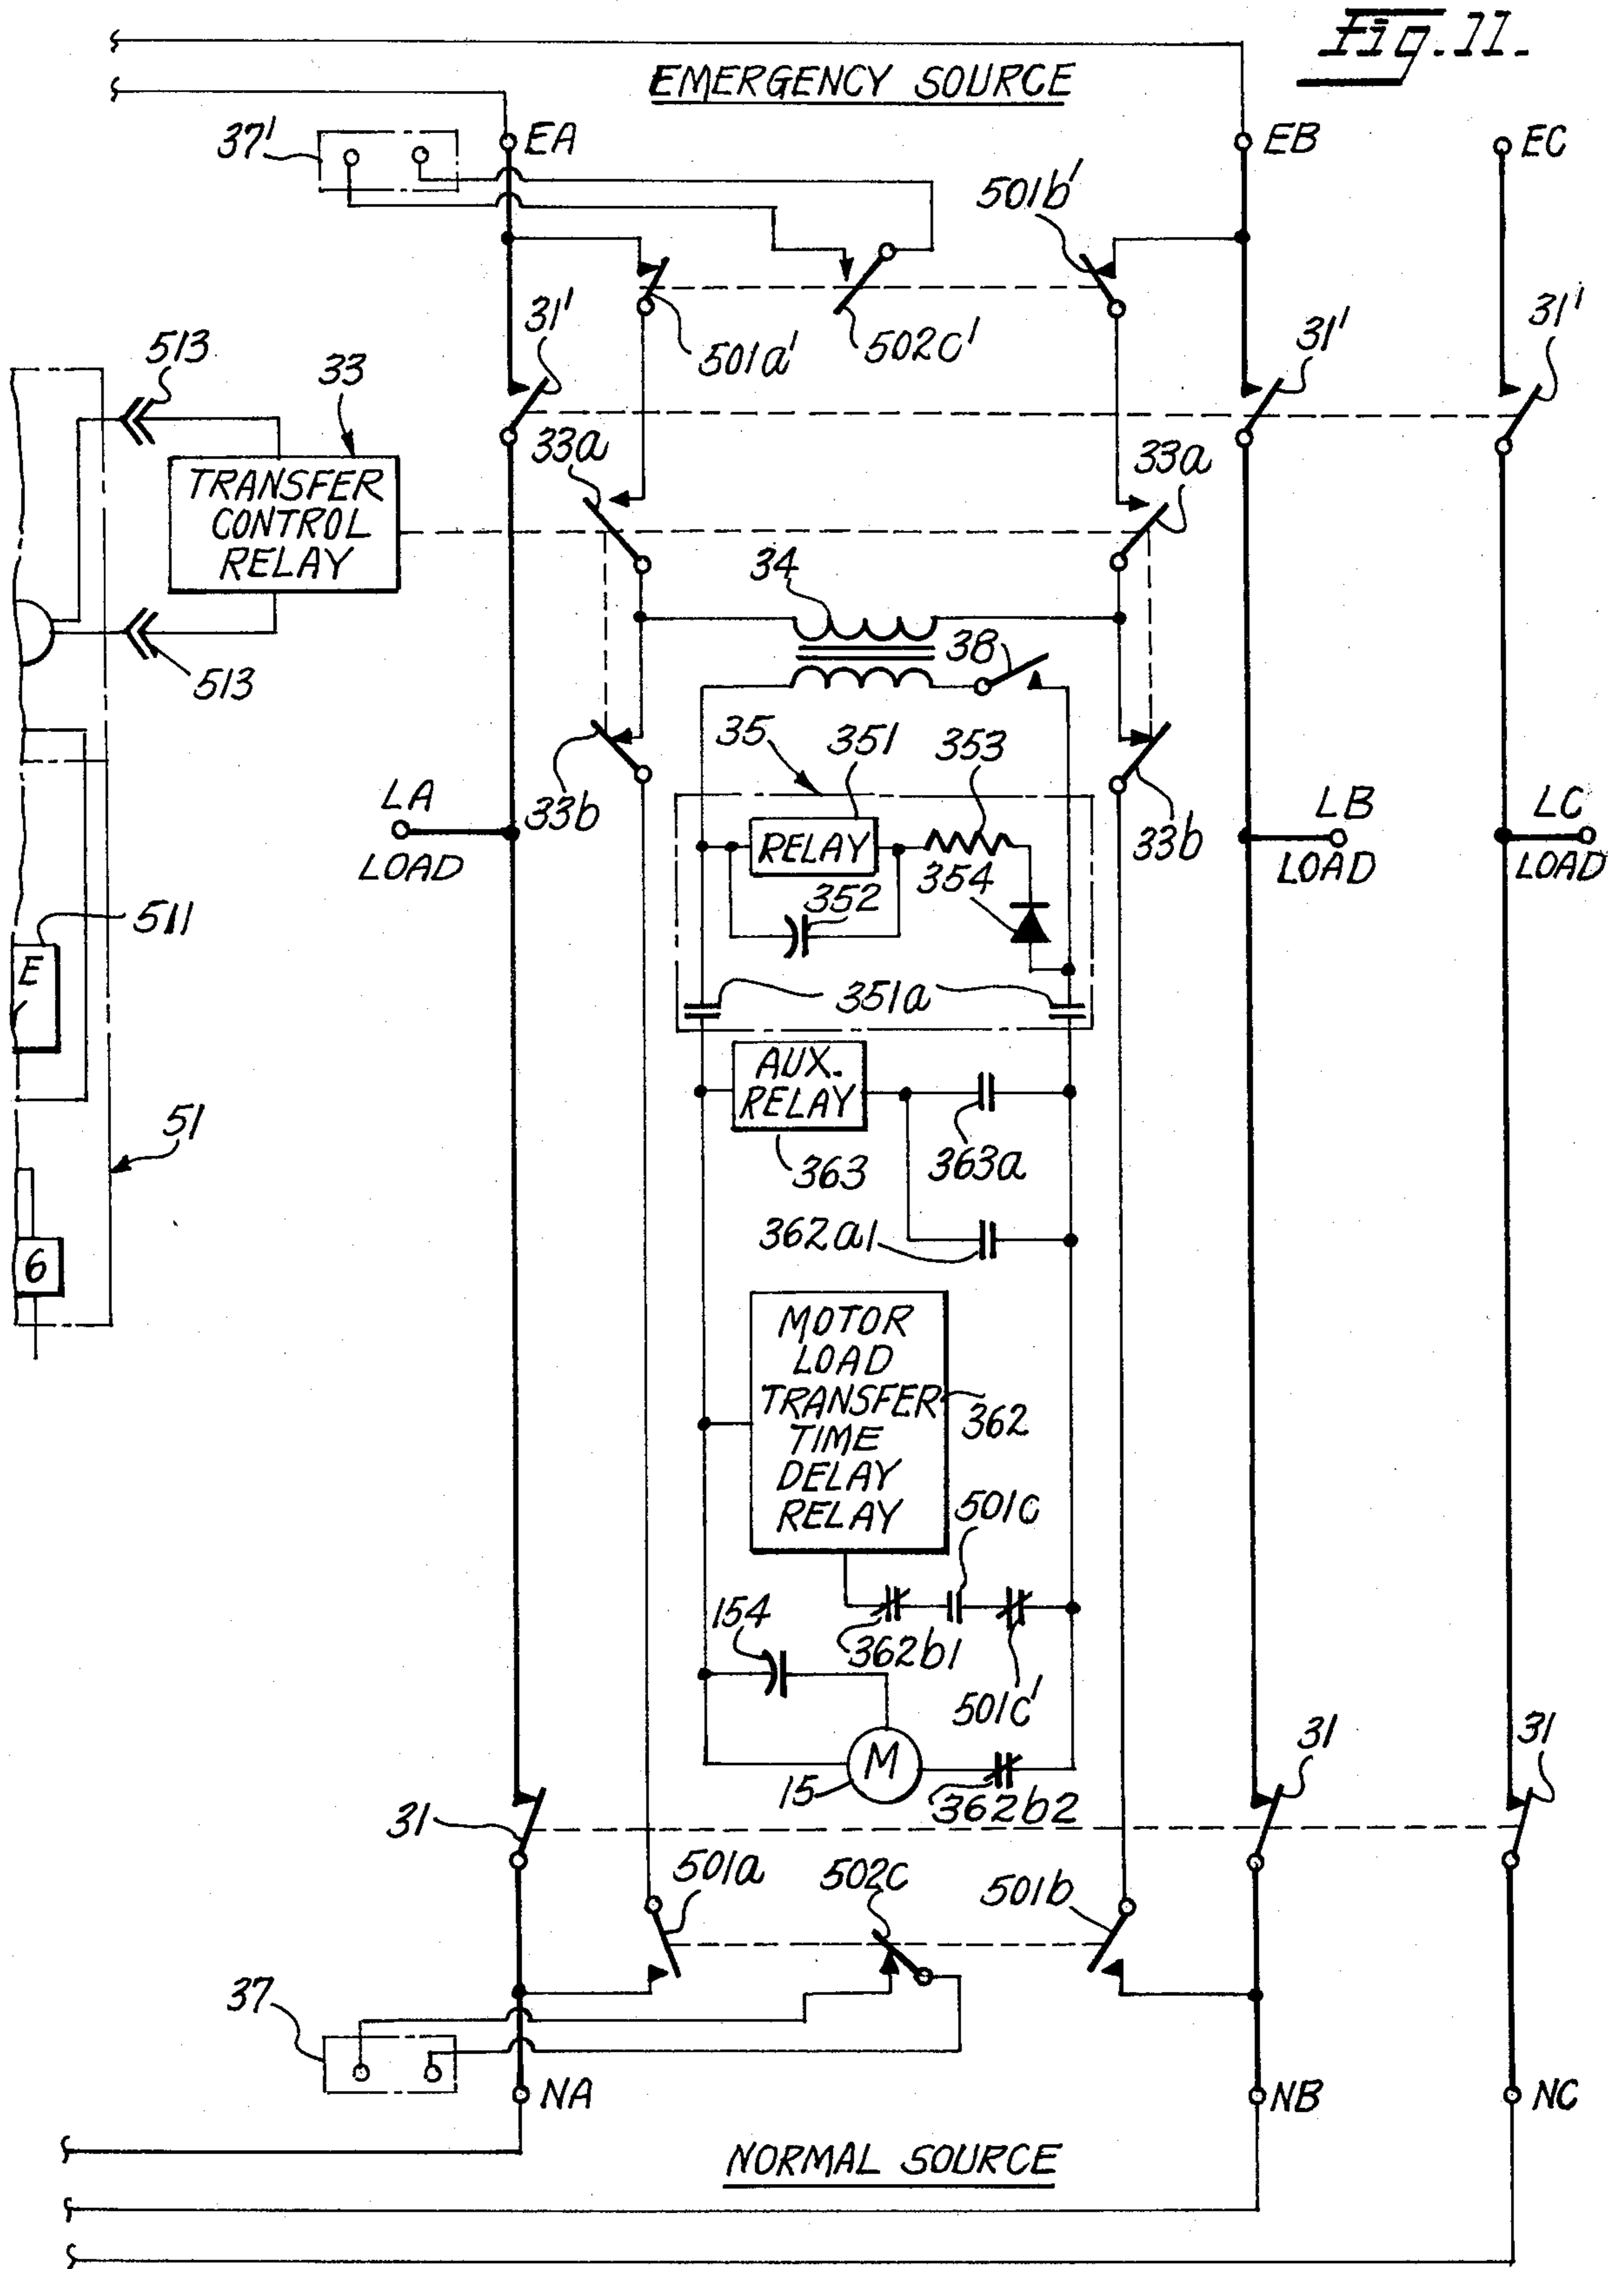 Fig. 11.
EMERGENCY SOURCE
37'
EA
EB
EC
501b'
31'
501a'
502c'
31'
31'
513
33
33a
33a
TRANSFER
CONTROL
RELAY
34
38
513
35
351
353
LA
LOAD
33b
33b
LB
LOAD
LC
LOAD
RELAY
354
352
511
E
351a
AUX.
RELAY
51
363
363a
362a1
6
MOTOR
LOAD
TRANSFER
TIME
DELAY
RELAY
362
501c
154
362b1
501c'
M
15
362b2
31
31
31
501a
502c
501b
37
NA
NB
NC
NORMAL SOURCE